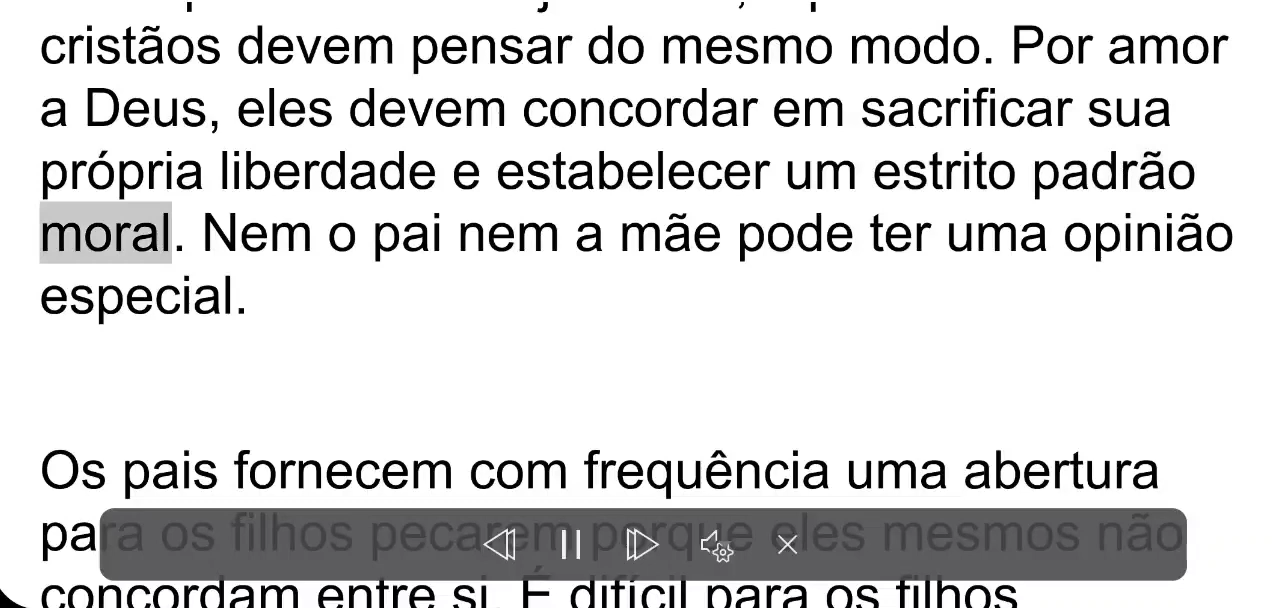 cristãos devem pensar do mesmo modo. Por amor
a Deus, eles devem concordar em sacrificar sua
própria liberdade e estabelecer um estrito padrão
moral. Nem o pai nem a mãe pode ter uma opinião
especial.
Os pais fornecem com frequência uma abertura
para os filhos pecarem porque eles mesmos não
concordam entre si. É difícil para os filhos